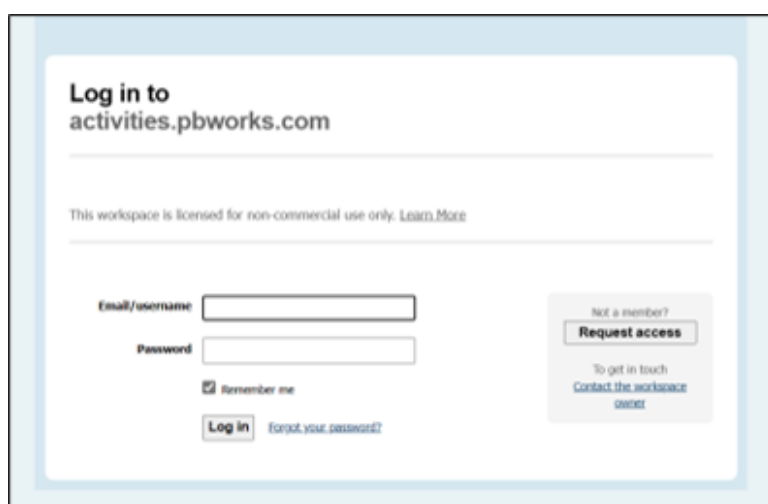 Log in to
activities.pbworks.com
This workspace is licensed for non-commercial use only. Learn More
Email/username
Password
Remember me
Log in Forgot your password?
Not a member?
Request access
To get in touch
Contact the workspace
owner